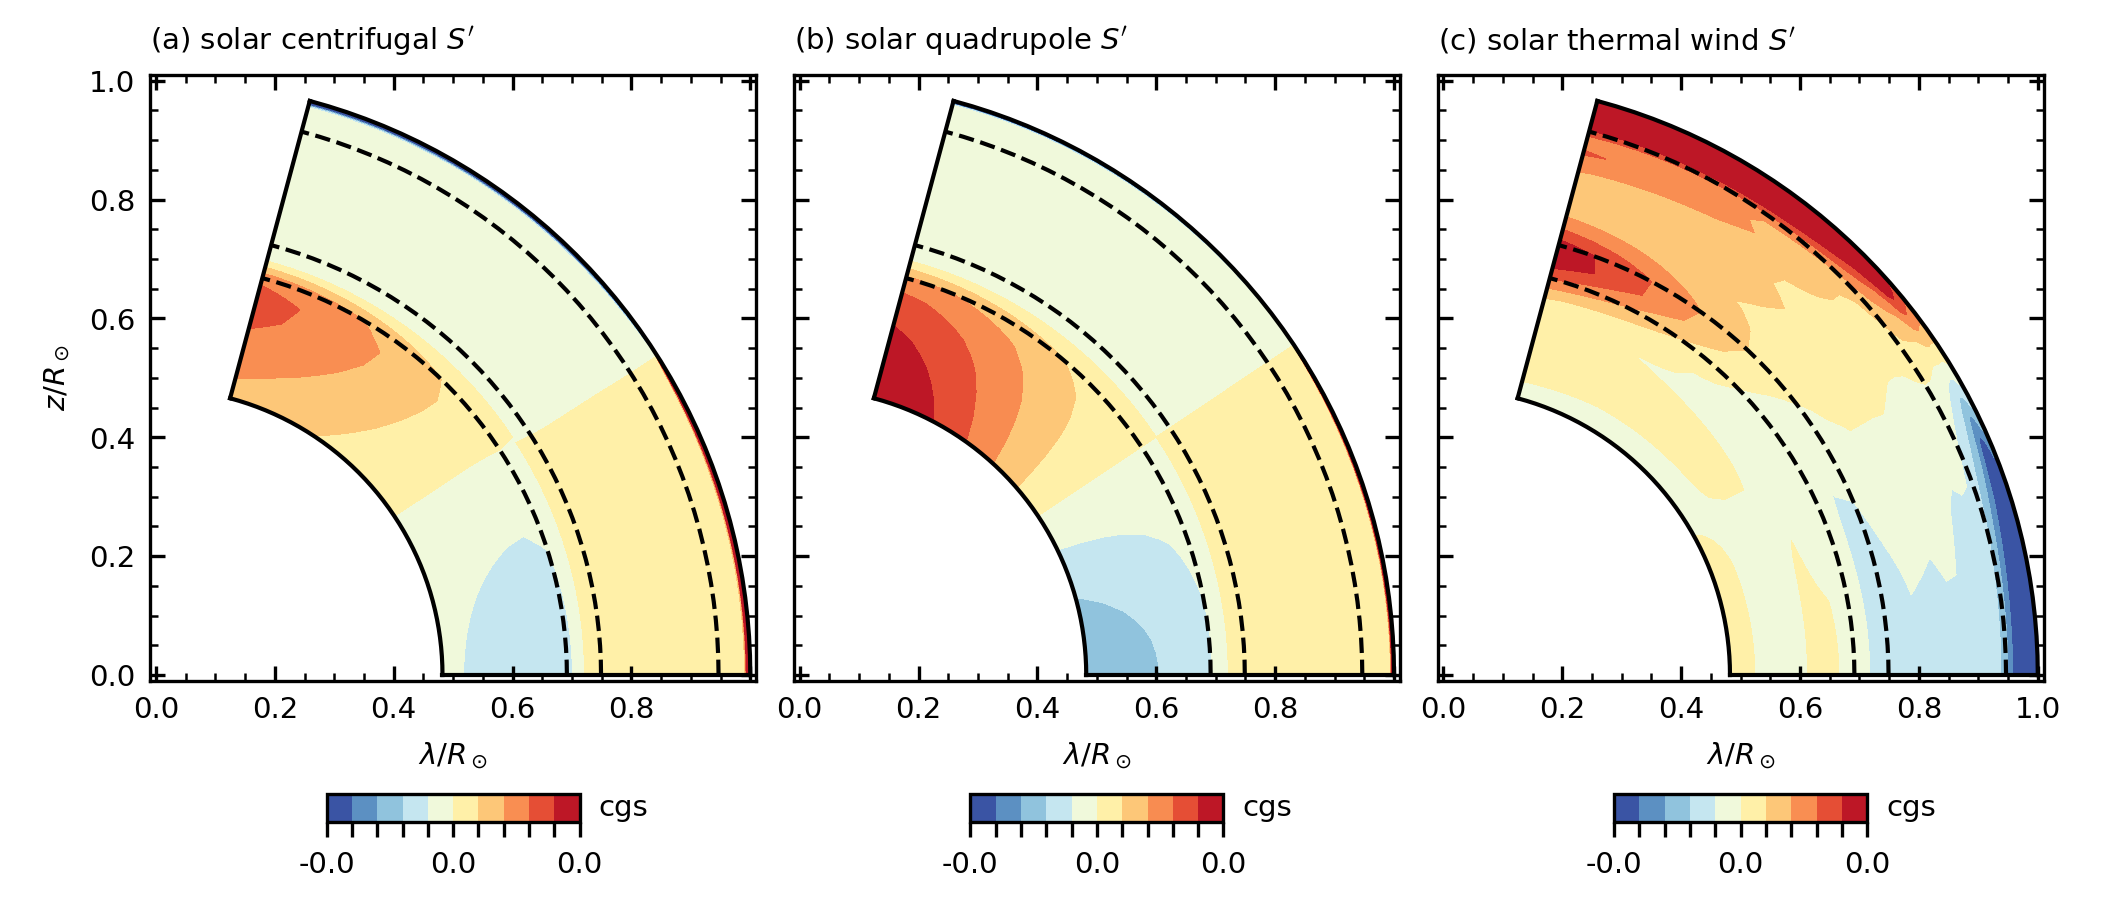 (a) solar centrifugal S′
(b) solar quadrupole S′
(c) solar thermal wind S′
z/R⊙
1.0
0.8
0.6
0.4
0.2
0.0
0.0 0.2 0.4 0.6 0.8
0.0 0.2 0.4 0.6 0.8
0.0 0.2 0.4 0.6 0.8 1.0
λ/R⊙
λ/R⊙
λ/R⊙
cgs
-0.0 0.0 0.0
cgs
-0.0 0.0 0.0
cgs
-0.0 0.0 0.0